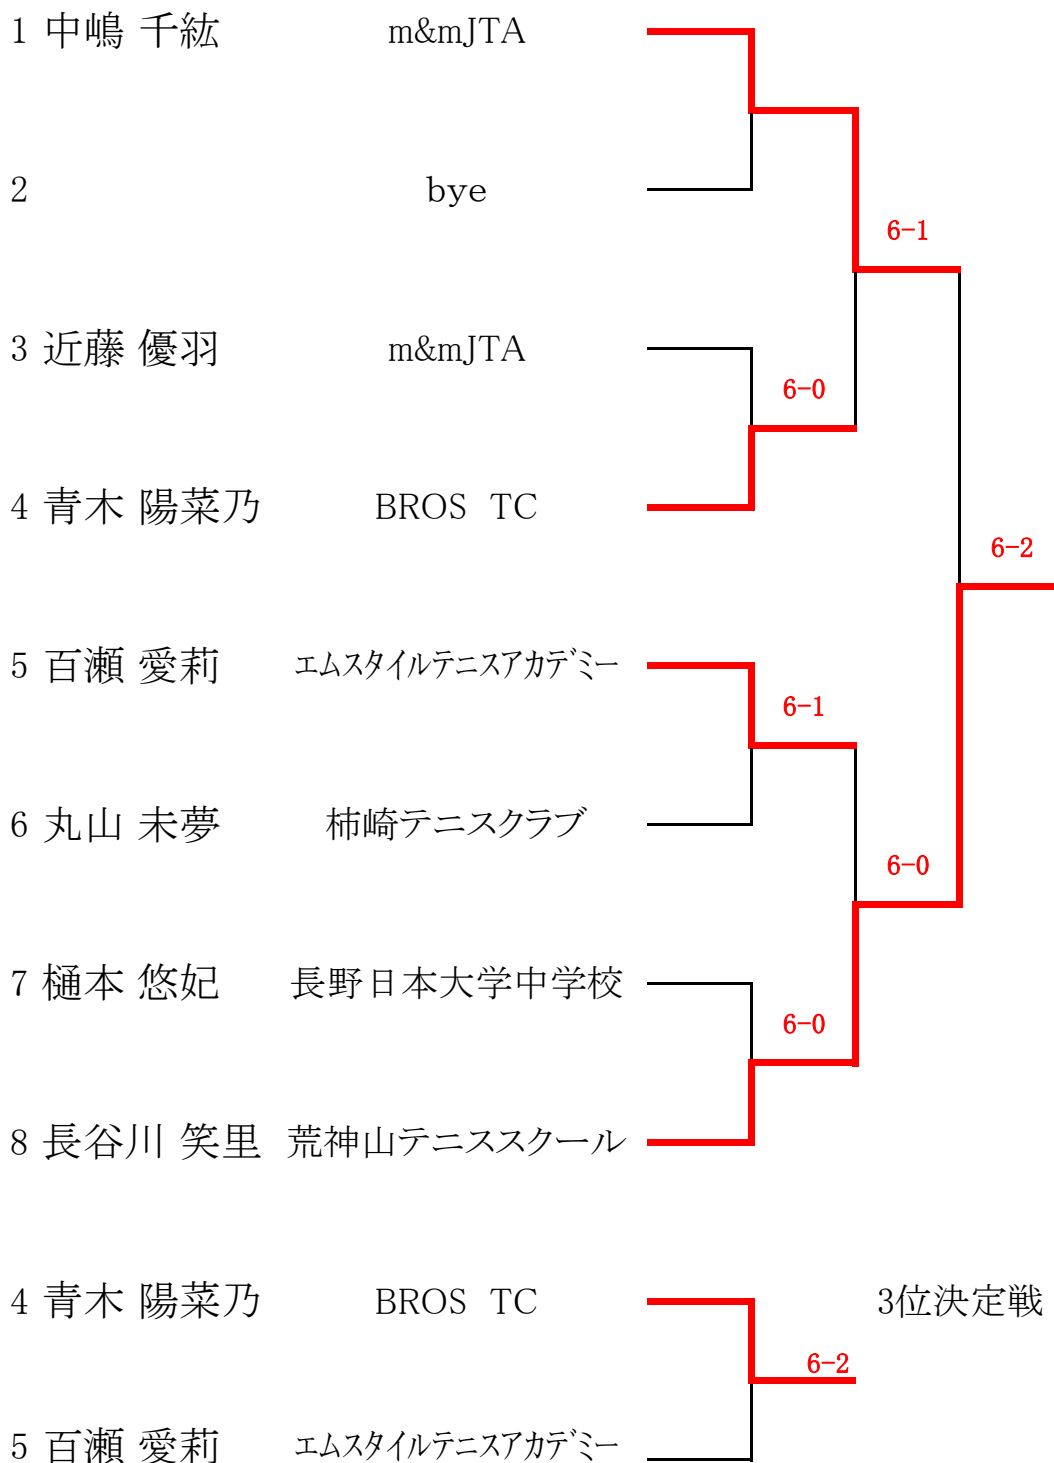 1 中嶋 千紘 m&mJTA
2 bye
6-1
3 近藤 優羽 m&mJTA
6-0
4 青木 陽菜乃 BROS TC
6-2
5 百瀬 愛莉 エムスタイルテニスアカデミー
6-1
6 丸山 未夢 柿崎テニスクラブ
6-0
7 樋本 悠妃 長野日本大学中学校
6-0
8 長谷川 笑里 荒神山テニススクール
4 青木 陽菜乃 BROS TC 3位決定戦
6-2
5 百瀬 愛莉 エムスタイルテニスアカデミー